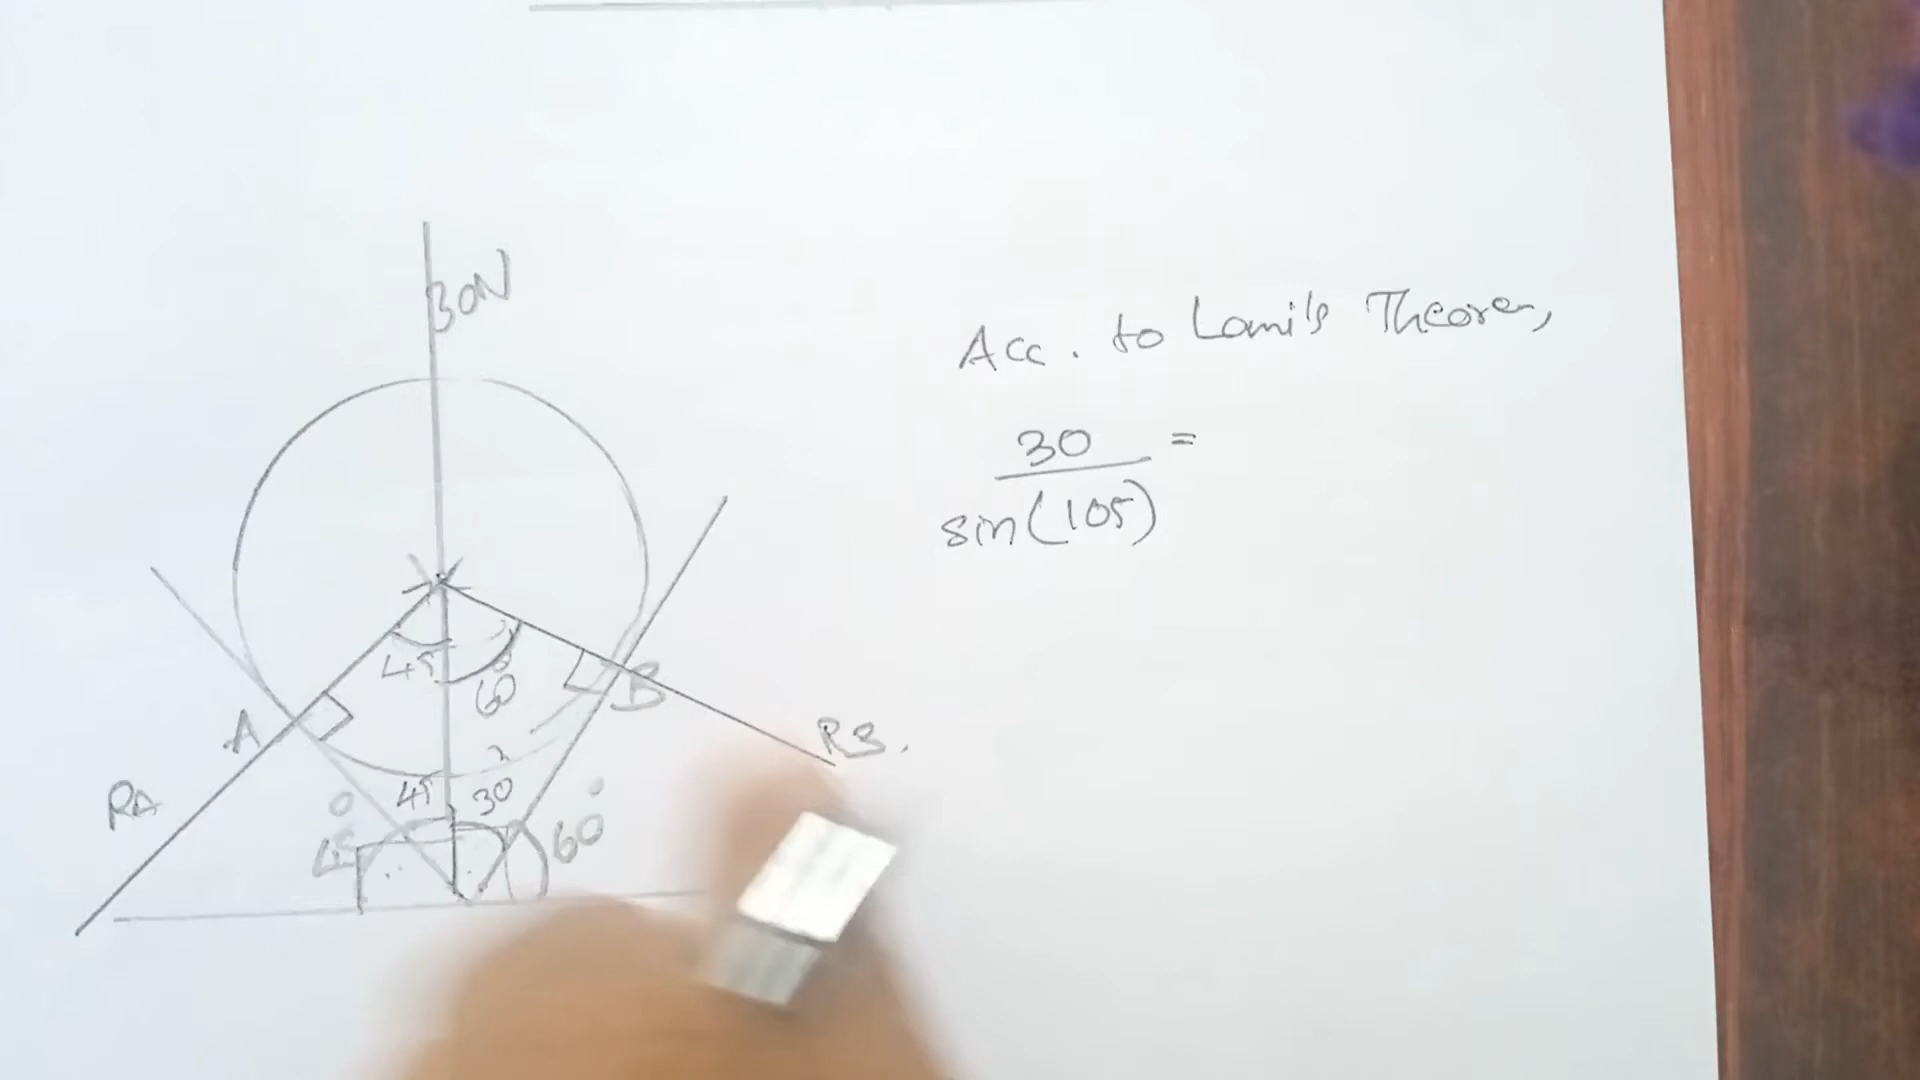 30N
Acc. to Lami's Theorem,
30 =
sin(105)
45
60
A
B
RB.
RA
45
30
45
60°